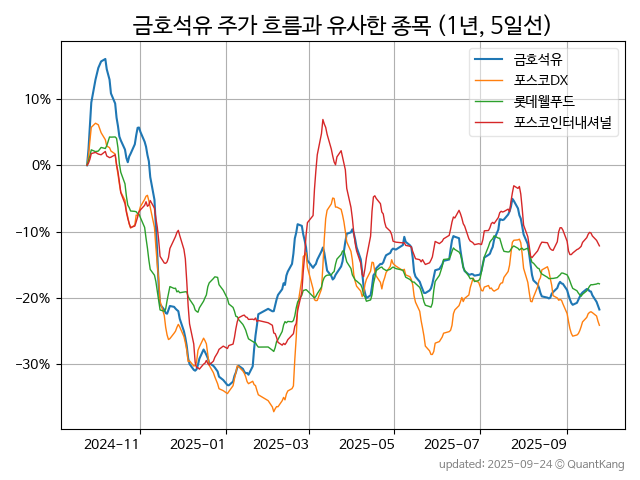 금호석유 주가 흐름과 유사한 종목 (1년, 5일선)
금호석유
포스코DX
롯데웰푸드
포스코인터내셔널
10%
0%
−10%
−20%
−30%
2024-11 2025-01 2025-03 2025-05 2025-07 2025-09
updated: 2025-09-24 © QuantKang